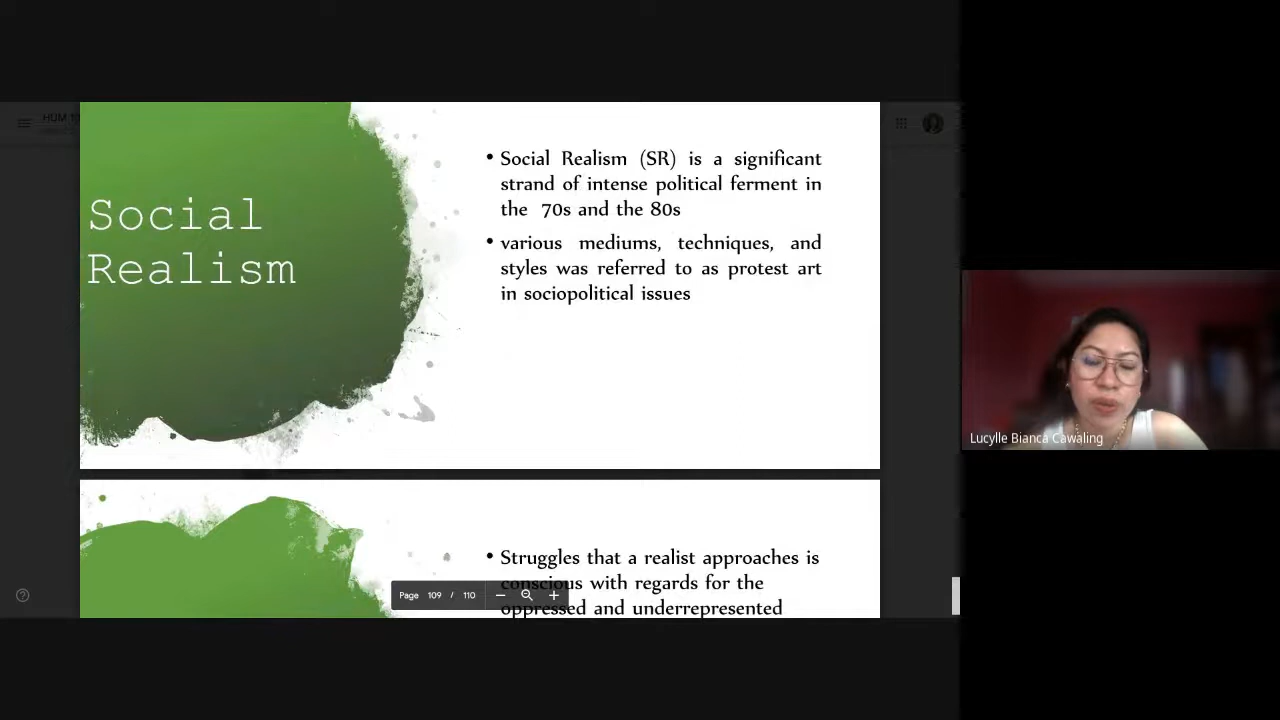 HUM 1
Social
Realism
• Social Realism (SR) is a significant
strand of intense political ferment in
the 70s and the 80s
• various mediums, techniques, and
styles was referred to as protest art
in sociopolitical issues
• Struggles that a realist approaches is
conscious with regards for the
oppressed and underrepresented
Page 109 / 110
Lucylle Bianca Cawaling